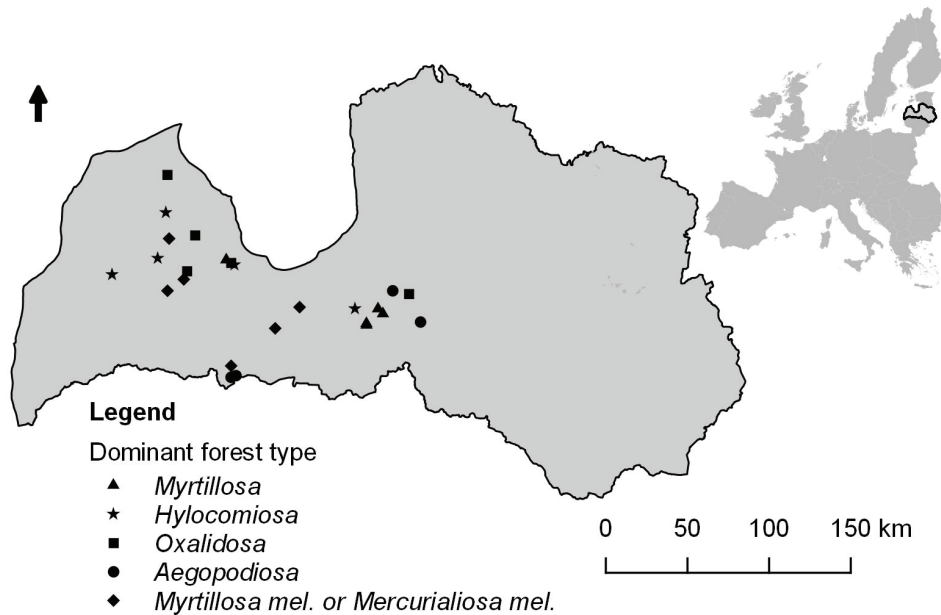 Legend
Dominant forest type
Myrtillosa
Hylocomiosa
Oxalidosa
Aegopodiosa
Myrtillosa mel. or Mercurialiosa mel.
0 50 100 150 km